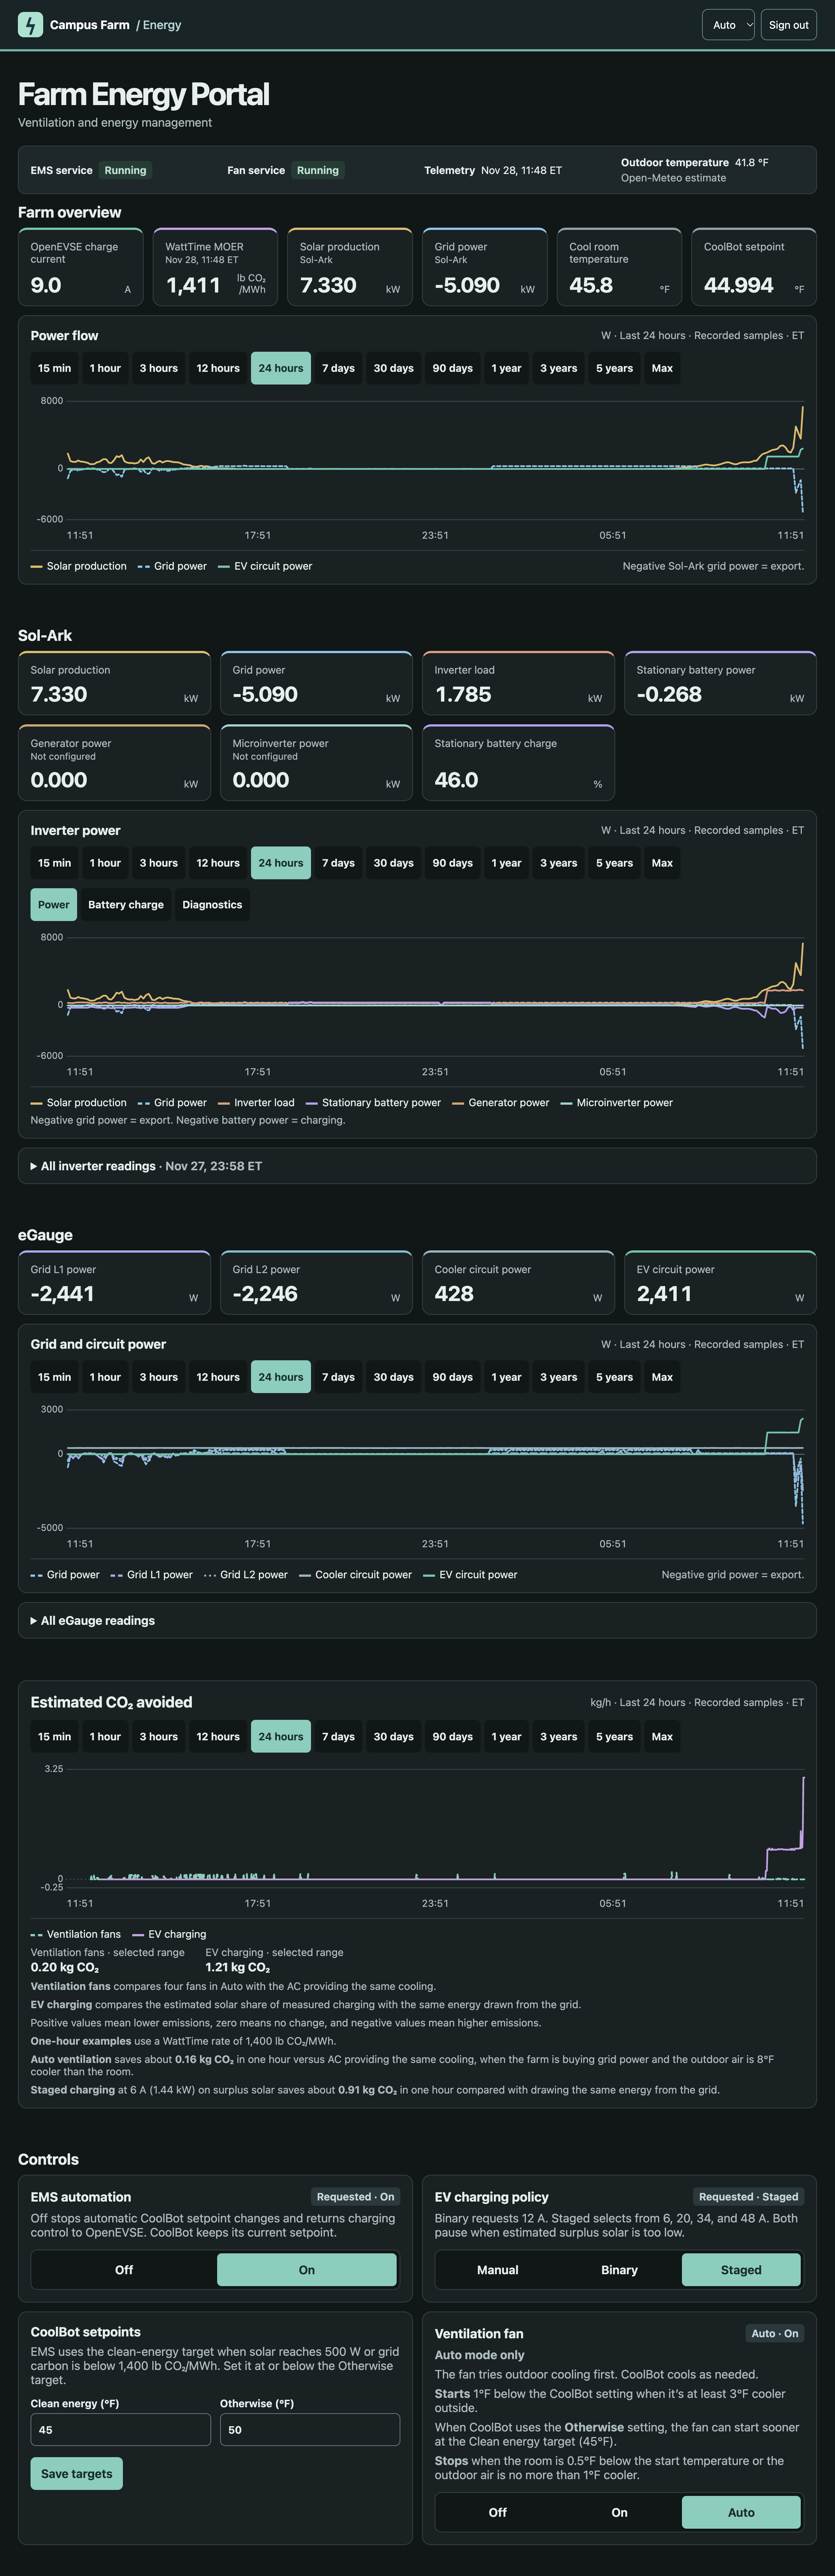 Campus Farm / Energy
Auto
Sign out
Farm Energy Portal
Ventilation and energy management
EMS service Running
Fan service Running
Telemetry Nov 28, 11:48 ET
Outdoor temperature 41.8 °F
Open-Meteo estimate
Farm overview
OpenEVSE charge
current
9.0 A
WattTime MOER
Nov 28, 11:48 ET
1,411 lb CO₂
/MWh
Solar production
Sol-Ark
7.330 kW
Grid power
Sol-Ark
-5.090 kW
Cool room
temperature
45.8 °F
CoolBot setpoint
44.994 °F
Power flow
W · Last 24 hours · Recorded samples · ET
15 min 1 hour 3 hours 12 hours 24 hours 7 days 30 days 90 days 1 year 3 years 5 years Max
8000
0
-6000
11:51 17:51 23:51 05:51 11:51
Solar production Grid power EV circuit power
Negative Sol-Ark grid power = export.
Sol-Ark
Solar production
7.330 kW
Grid power
-5.090 kW
Inverter load
1.785 kW
Stationary battery power
-0.268 kW
Generator power
Not configured
0.000 kW
Microinverter power
Not configured
0.000 kW
Stationary battery charge
46.0 %
Inverter power
W · Last 24 hours · Recorded samples · ET
15 min 1 hour 3 hours 12 hours 24 hours 7 days 30 days 90 days 1 year 3 years 5 years Max
Power Battery charge Diagnostics
8000
0
-6000
11:51 17:51 23:51 05:51 11:51
Solar production Grid power Inverter load Stationary battery power Generator power Microinverter power
Negative grid power = export. Negative battery power = charging.
All inverter readings · Nov 27, 23:58 ET
eGauge
Grid L1 power
-2,441 W
Grid L2 power
-2,246 W
Cooler circuit power
428 W
EV circuit power
2,411 W
Grid and circuit power
W · Last 24 hours · Recorded samples · ET
15 min 1 hour 3 hours 12 hours 24 hours 7 days 30 days 90 days 1 year 3 years 5 years Max
3000
0
-5000
11:51 17:51 23:51 05:51 11:51
Grid power Grid L1 power Grid L2 power Cooler circuit power EV circuit power
Negative grid power = export.
All eGauge readings
Estimated CO₂ avoided
kg/h · Last 24 hours · Recorded samples · ET
15 min 1 hour 3 hours 12 hours 24 hours 7 days 30 days 90 days 1 year 3 years 5 years Max
3.25
0
-0.25
11:51 17:51 23:51 05:51 11:51
Ventilation fans EV charging
Ventilation fans · selected range
0.20 kg CO₂
EV charging · selected range
1.21 kg CO₂
Ventilation fans compares four fans in Auto with the AC providing the same cooling.
EV charging compares the estimated solar share of measured charging with the same energy drawn from the grid.
Positive values mean lower emissions, zero means no change, and negative values mean higher emissions.
One-hour examples use a WattTime rate of 1,400 lb CO₂/MWh.
Auto ventilation saves about 0.16 kg CO₂ in one hour versus AC providing the same cooling, when the farm is buying grid power and the outdoor air is 8°F
cooler than the room.
Staged charging at 6 A (1.44 kW) on surplus solar saves about 0.91 kg CO₂ in one hour compared with drawing the same energy from the grid.
Controls
EMS automation
Requested · On
Off stops automatic CoolBot setpoint changes and returns charging
control to OpenEVSE. CoolBot keeps its current setpoint.
Off On
EV charging policy
Requested · Staged
Binary requests 12 A. Staged selects from 6, 20, 34, and 48 A. Both
pause when estimated surplus solar is too low.
Manual Binary Staged
CoolBot setpoints
EMS uses the clean-energy target when solar reaches 500 W or grid
carbon is below 1,400 lb CO₂/MWh. Set it at or below the Otherwise
target.
Clean energy (°F) Otherwise (°F)
45 50
Save targets
Ventilation fan
Auto · On
Auto mode only
The fan tries outdoor cooling first. CoolBot cools as needed.
Starts 1°F below the CoolBot setting when it's at least 3°F cooler
outside.
When CoolBot uses the Otherwise setting, the fan can start sooner
at the Clean energy target (45°F).
Stops when the room is 0.5°F below the start temperature or the
outdoor air is no more than 1°F cooler.
Off On Auto